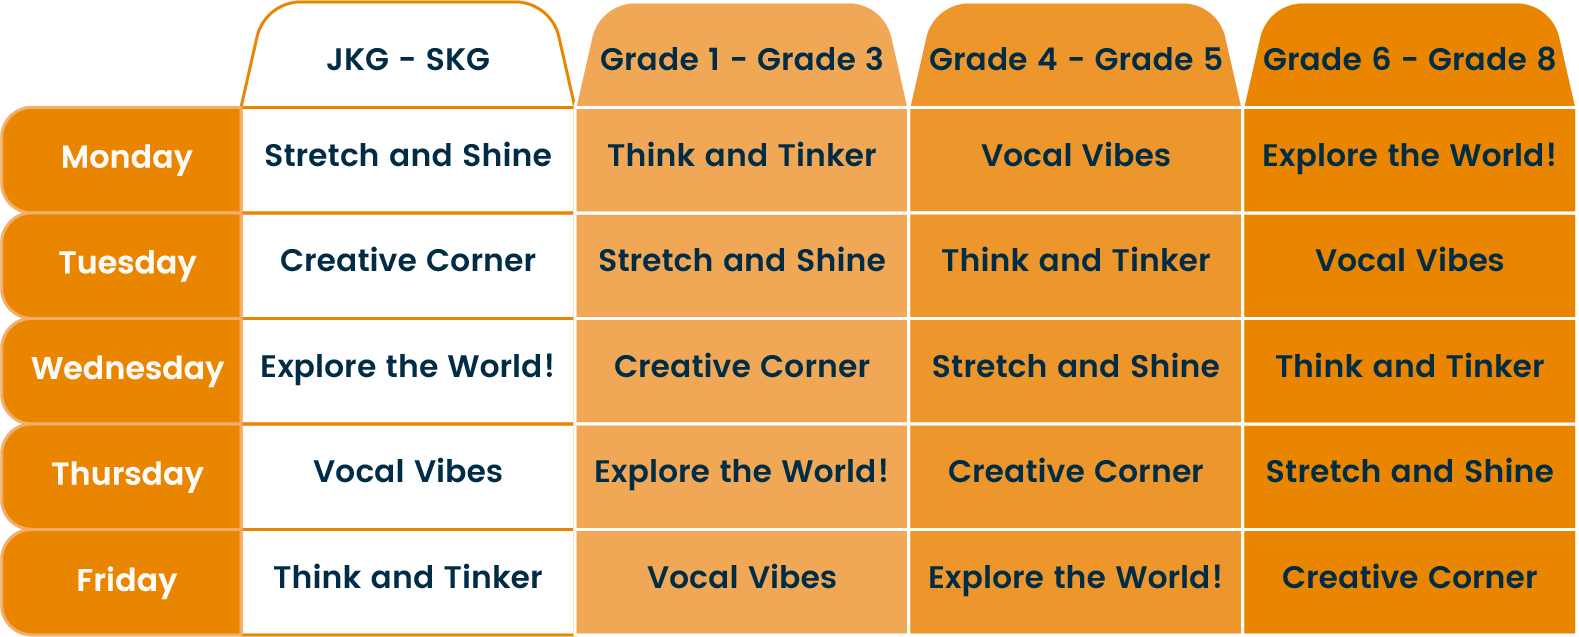 JKG - SKG Grade 1 - Grade 3 Grade 4 - Grade 5 Grade 6 - Grade 8
Monday Stretch and Shine Think and Tinker Vocal Vibes Explore the World!
Tuesday Creative Corner Stretch and Shine Think and Tinker Vocal Vibes
Wednesday Explore the World! Creative Corner Stretch and Shine Think and Tinker
Thursday Vocal Vibes Explore the World! Creative Corner Stretch and Shine
Friday Think and Tinker Vocal Vibes Explore the World! Creative Corner